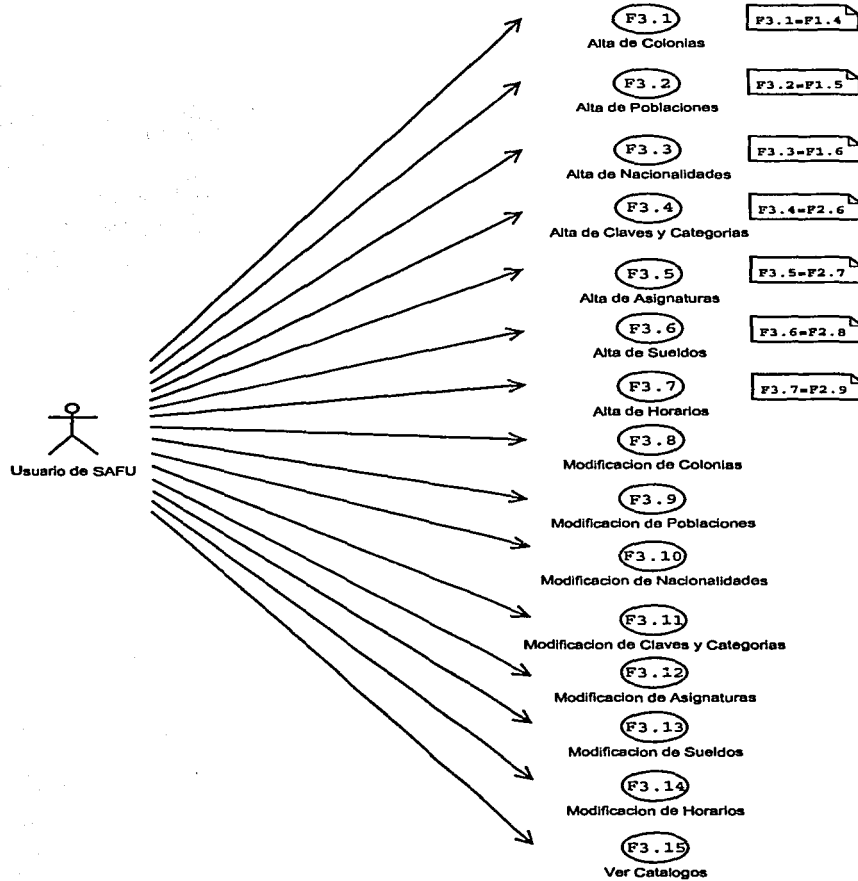 F3.1
F3.1=F1.4
Alta de Colonias
F3.2
F3.2=F1.5
Alta de Poblaciones
F3.3
F3.3=F1.6
Alta de Nacionalidades
F3.4
F3.4=F2.6
Alta de Claves y Categorias
F3.5
F3.5=F2.7
Alta de Asignaturas
F3.6
F3.6=F2.8
Alta de Sueldos
F3.7
F3.7=F2.9
Alta de Horarios
F3.8
Modificacion de Colonias
Usuario de SAFU
F3.9
Modificacion de Poblaciones
F3.10
Modificacion de Nacionalidades
F3.11
Modificacion de Claves y Categorias
F3.12
Modificacion de Asignaturas
F3.13
Modificacion de Sueldos
F3.14
Modificacion de Horarios
F3.15
Ver Catalogos